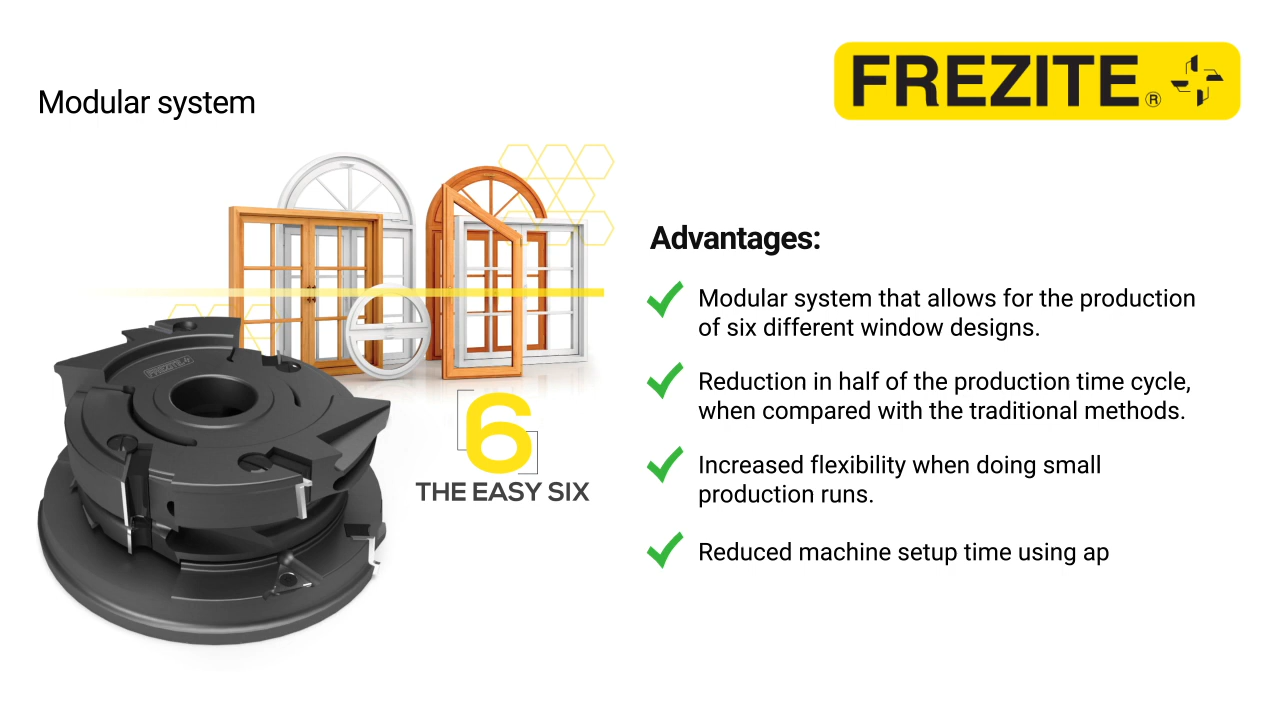 FREZITE®
Modular system
Advantages:
Modular system that allows for the production
of six different window designs.
Reduction in half of the production time cycle,
when compared with the traditional methods.
Increased flexibility when doing small
production runs.
Reduced machine setup time using ap
FREZITE
6
THE EASY SIX